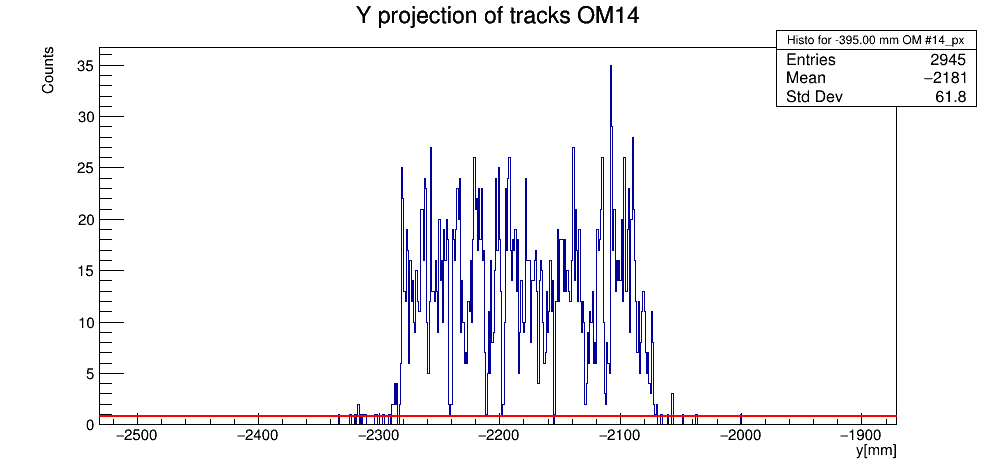 Y projection of tracks OM14
Histo for -395.00 mm OM #14_px
Entries 2945
Mean −2181
Std Dev 61.8
Counts
35
30
25
20
15
10
5
0
−2500 −2400 −2300 −2200 −2100 −2000 −1900
y[mm]